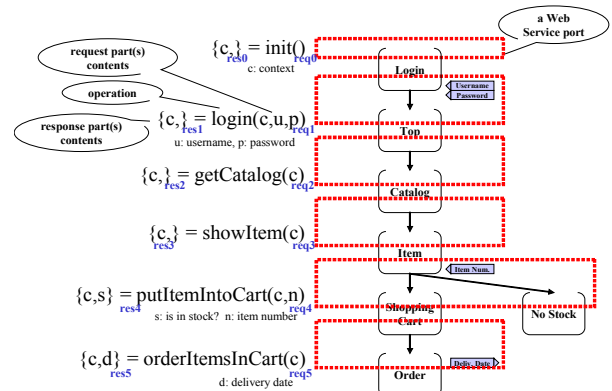 a Web
Service port
request part(s)
contents
{c,} = init()
res0 req0
c: context
Login
operation
Username
Password
response part(s)
contents
{c,} = login(c,u,p)
res1 req1
u: username, p: password
Top
{c,} = getCatalog(c)
res2 req2
Catalog
{c,} = showItem(c)
res3 req3
Item
Item Num.
{c,s} = putItemIntoCart(c,n)
res4 req4
s: is in stock? n: item number
Shopping
Cart
No Stock
{c,d} = orderItemsInCart(c)
res5 req5
d: delivery date
Deliv. Date
Order